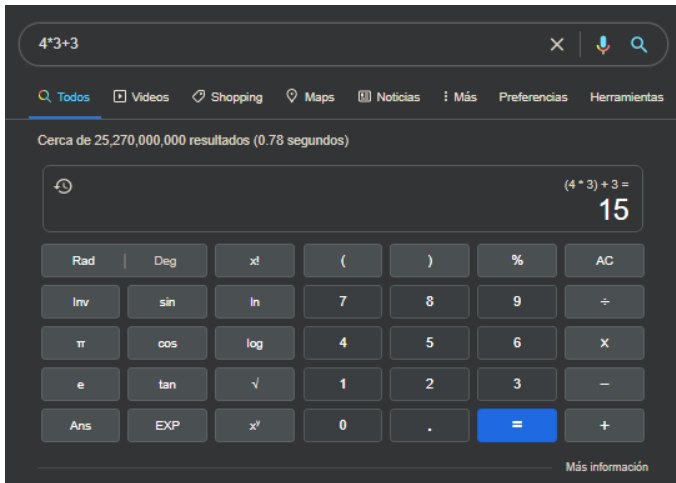 4*3+3
Todos Videos Shopping Maps Noticias Más Preferencias Herramientas
Cerca de 25,270,000,000 resultados (0.78 segundos)
(4 * 3) + 3 =
15
Rad | Deg x! ( ) % AC
Inv sin ln 7 8 9 ÷
π cos log 4 5 6 ×
e tan √ 1 2 3 −
Ans EXP xʸ 0 . = +
Más información